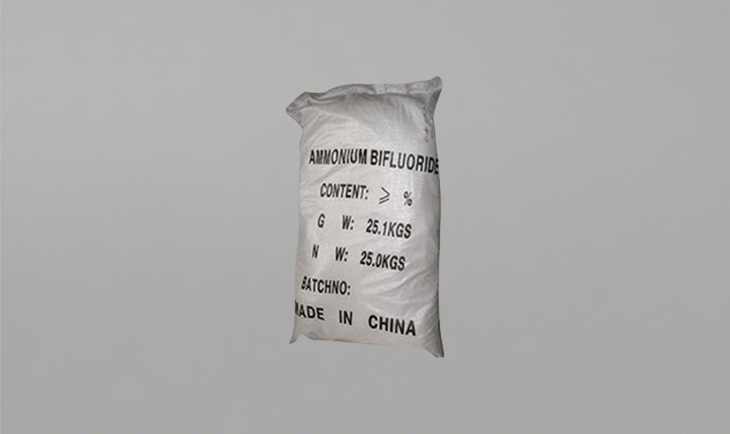 AMMONIUM BIFLUORIDE
CONTENT: ⩾ %
G W: 25.1KGS
N W: 25.0KGS
BATCHNO:
MADE IN CHINA